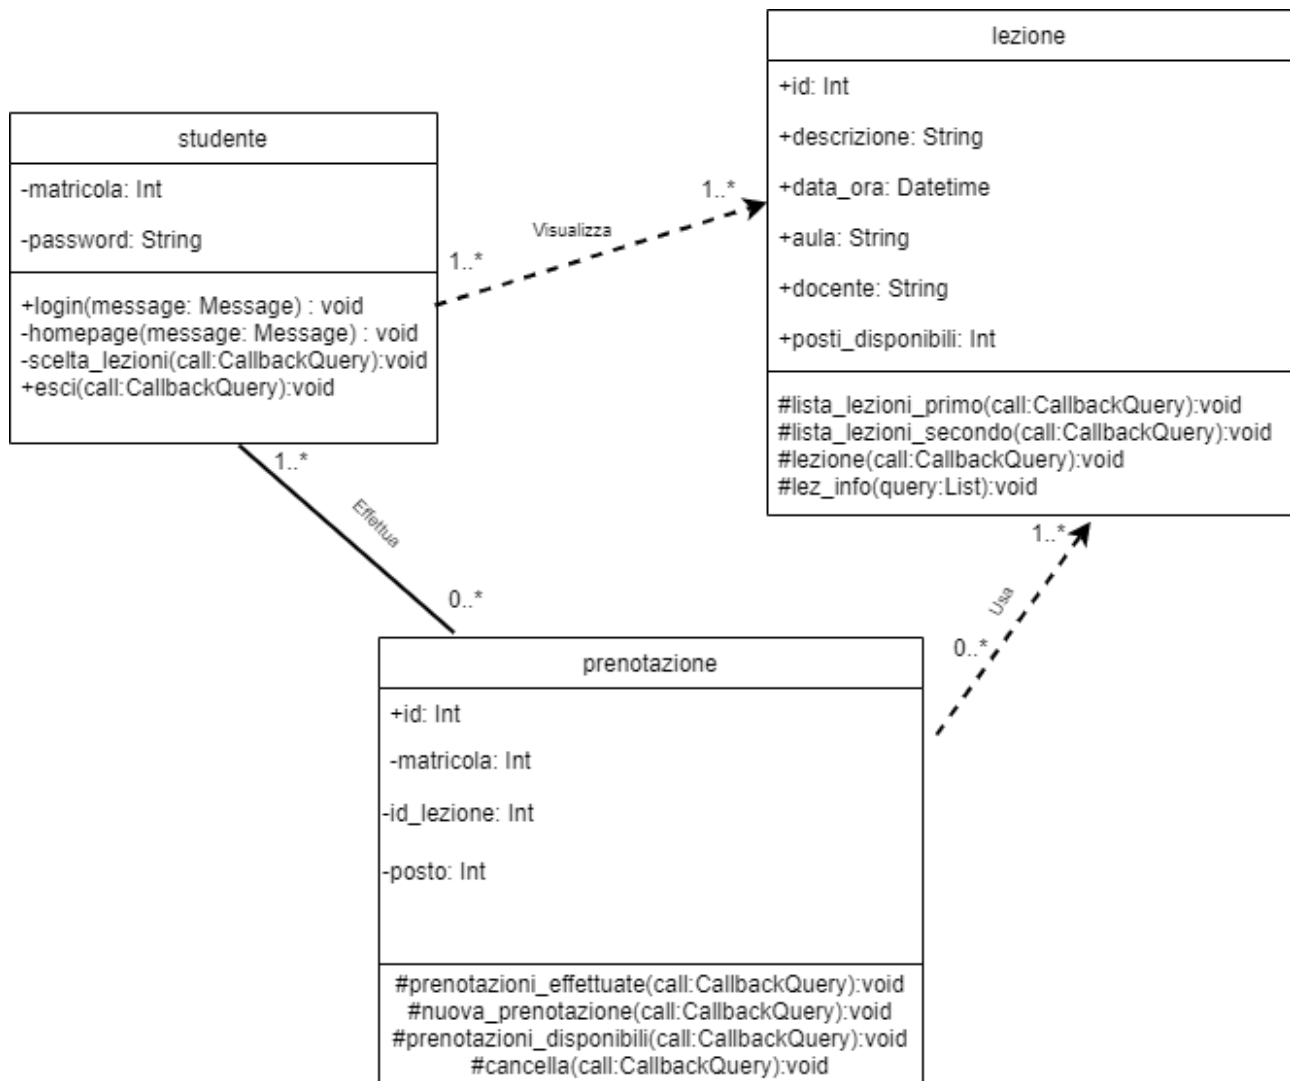 lezione
+id: Int
+descrizione: String
+data_ora: Datetime
+aula: String
+docente: String
+posti_disponibili: Int
#lista_lezioni_primo(call:CallbackQuery):void
#lista_lezioni_secondo(call:CallbackQuery):void
#lezione(call:CallbackQuery):void
#lez_info(query:List):void
studente
-matricola: Int
-password: String
+login(message: Message) : void
-homepage(message: Message) : void
-scelta_lezioni(call:CallbackQuery):void
+esci(call:CallbackQuery):void
1..*
Visualizza
1..*
1..*
Effettua
0..*
1..*
Usa
0..*
prenotazione
+id: Int
-matricola: Int
-id_lezione: Int
-posto: Int
#prenotazioni_effettuate(call:CallbackQuery):void
#nuova_prenotazione(call:CallbackQuery):void
#prenotazioni_disponibili(call:CallbackQuery):void
#cancella(call:CallbackQuery):void